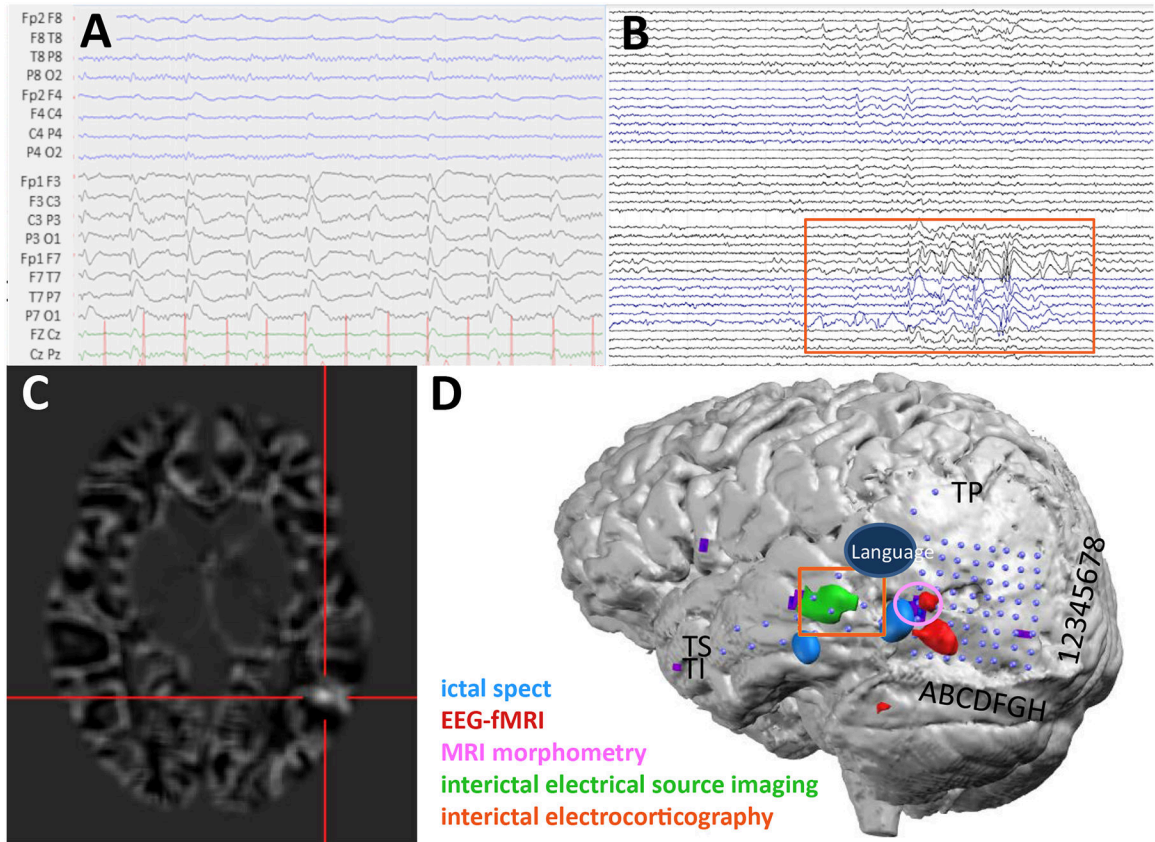 A
Fp2 F8
F8 T8
T8 P8
P8 O2
Fp2 F4
F4 C4
C4 P4
P4 O2
Fp1 F3
F3 C3
C3 P3
P3 O1
Fp1 F7
F7 T7
T7 P7
P7 O1
FZ Cz
Cz Pz
B
C
D
TP
Language
12345678
TS
TI
ABCDFGH
ictal spect
EEG-fMRI
MRI morphometry
interictal electrical source imaging
interictal electrocorticography